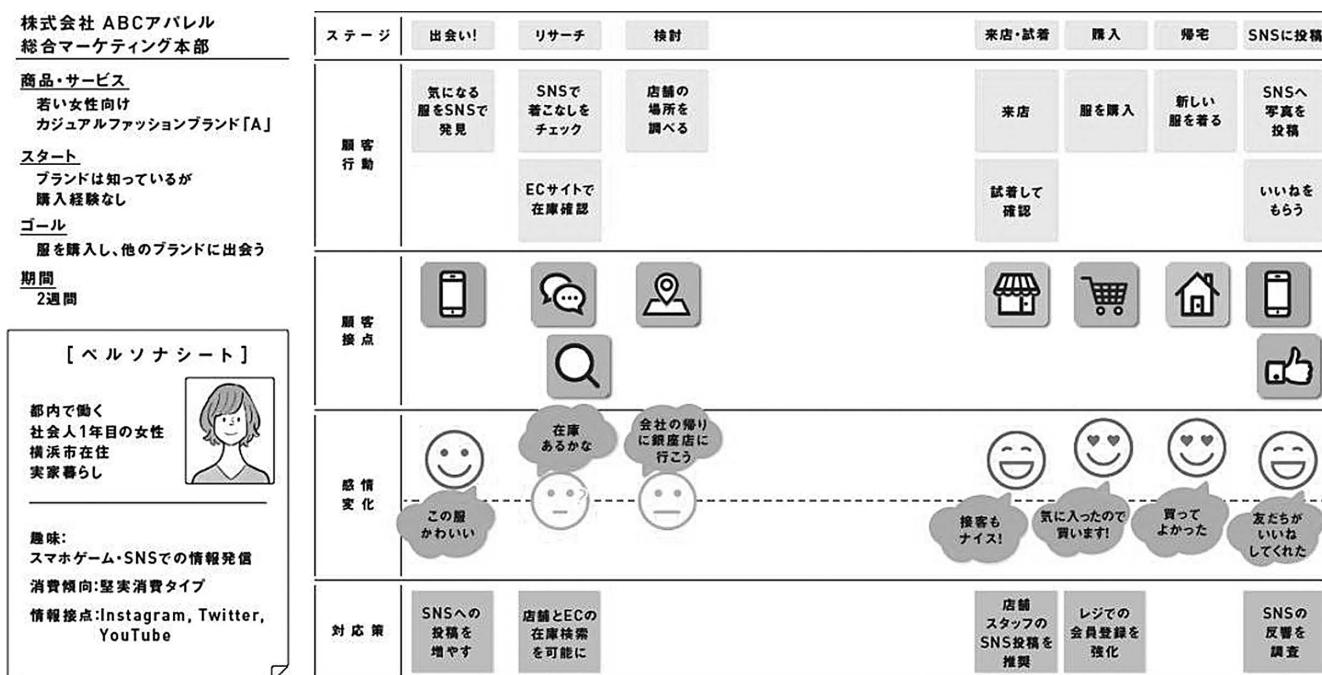 株式会社 ABCアパレル
総合マーケティング本部
商品・サービス
若い女性向け
カジュアルファッションブランド「A」
スタート
ブランドは知っているが
購入経験なし
ゴール
服を購入し、他のブランドに出会う
期間
2週間
[ペルソナシート]
都内で働く
社会人1年目の女性
横浜市在住
実家暮らし
趣味:
スマホゲーム・SNSでの情報発信
消費傾向:堅実消費タイプ
情報接点:Instagram, Twitter,
YouTube
ステージ
出会い!
リサーチ
検討
来店・試着
購入
帰宅
SNSに投稿
顧客
行動
気になる
服をSNSで
発見
SNSで
着こなしを
チェック
ECサイトで
在庫確認
店舗の
場所を
調べる
来店
試着して
確認
服を購入
新しい
服を着る
SNSへ
写真を
投稿
いいねを
もらう
顧客
接点
感情
変化
この服
かわいい
在庫
あるかな
?
会社の帰り
に銀座店に
行こう
接客も
ナイス!
気に入ったので
買います!
買って
よかった
友だちが
いいね
してくれた
対応策
SNSへの
投稿を
増やす
店舗とECの
在庫検索
を可能に
店舗
スタッフの
SNS投稿を
推奨
レジでの
会員登録を
強化
SNSの
反響を
調査